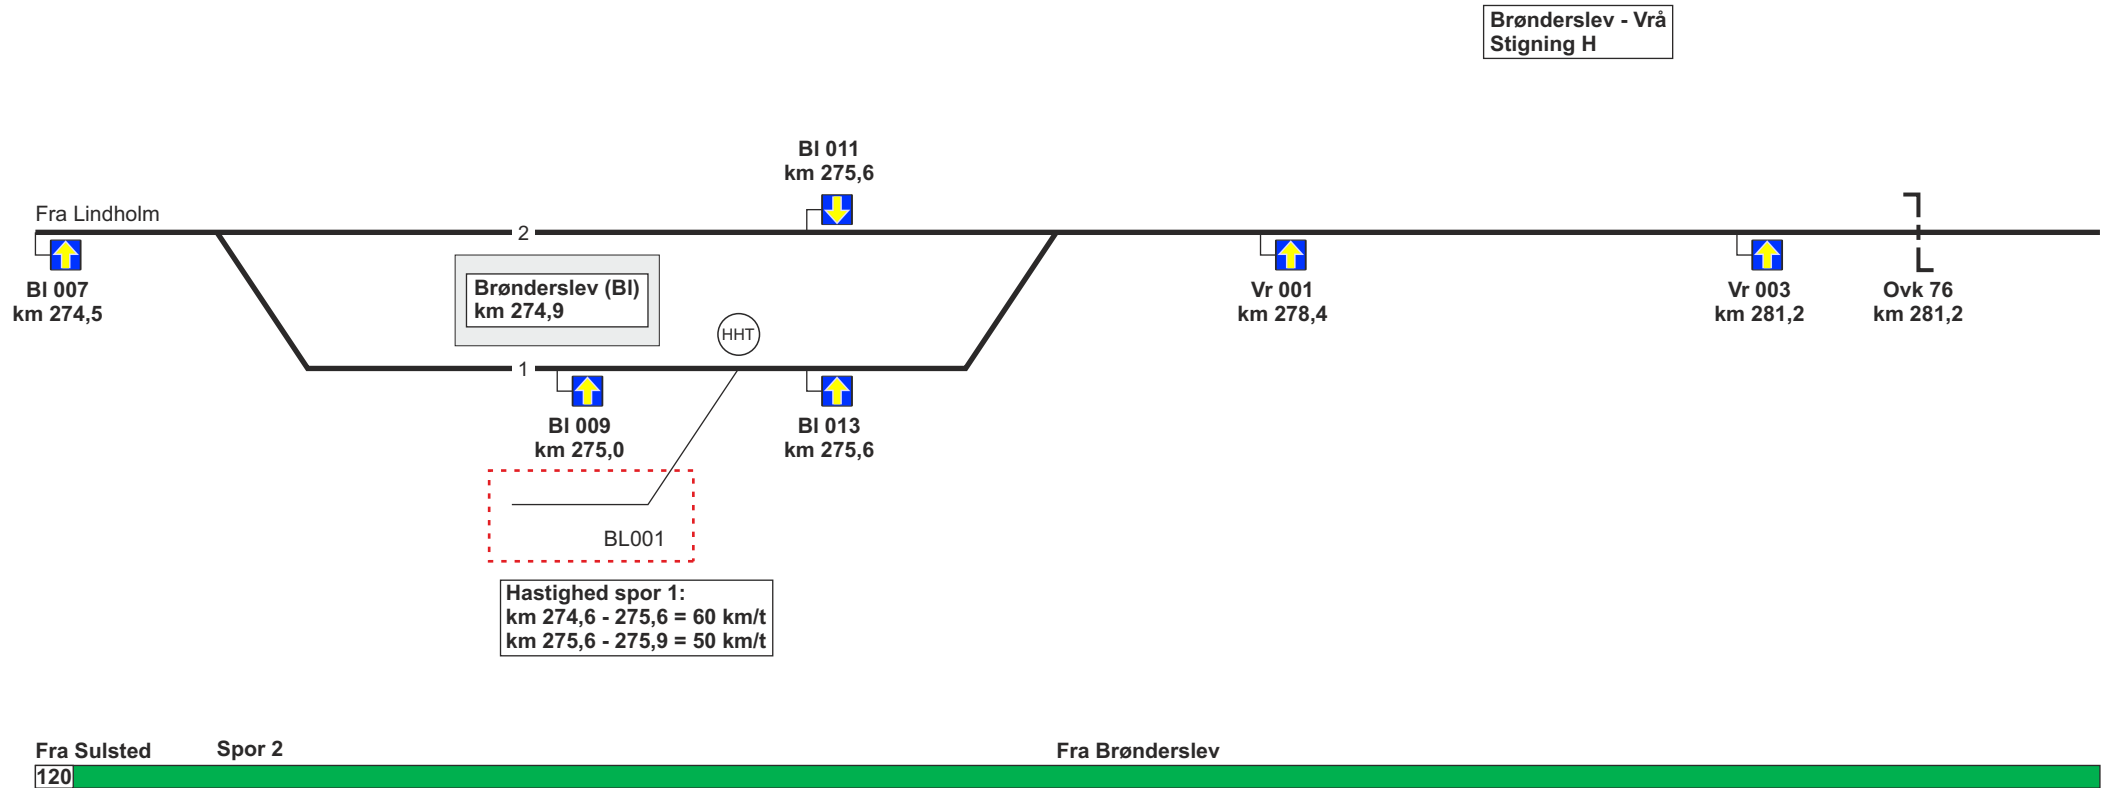 Brønderslev - Vrå
Stigning H
Bl 011
km 275,6
Fra Lindholm
2
Bl 007
km 274,5
Brønderslev (Bl)
km 274,9
HHT
Vr 001
km 278,4
Vr 003
km 281,2
Ovk 76
km 281,2
1
Bl 009
km 275,0
Bl 013
km 275,6
BL001
Hastighed spor 1:
km 274,6 - 275,6 = 60 km/t
km 275,6 - 275,9 = 50 km/t
Fra Sulsted
Spor 2
Fra Brønderslev
120